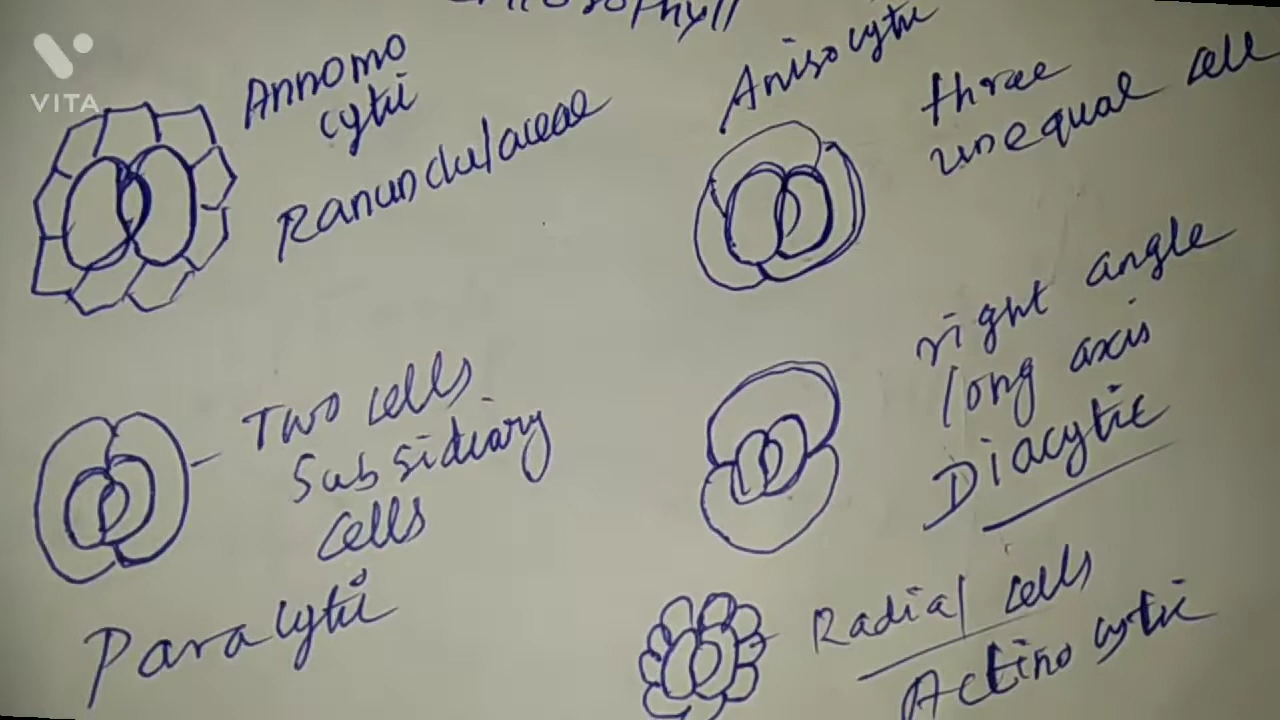 VITA
Annomo
cytic
Ranunculaceae
Anisocytic
three
unequal cell
Two cells
Subsidiary
cells
Paracytic
right angle
long axis
Diacytic
Radial cells
Actinocytic